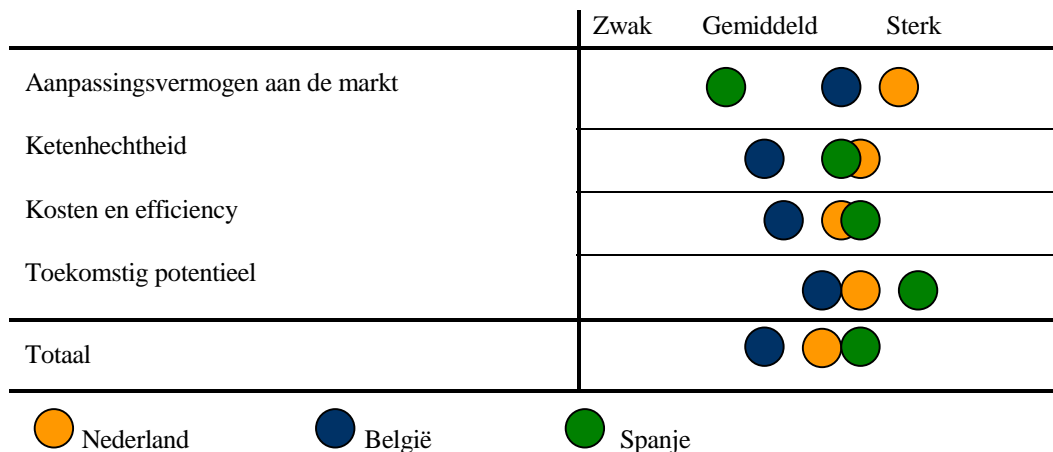 Zwak Gemiddeld Sterk
Aanpassingsvermogen aan de markt
Ketenhechtheid
Kosten en efficiency
Toekomstig potentieel
Totaal
Nederland België Spanje